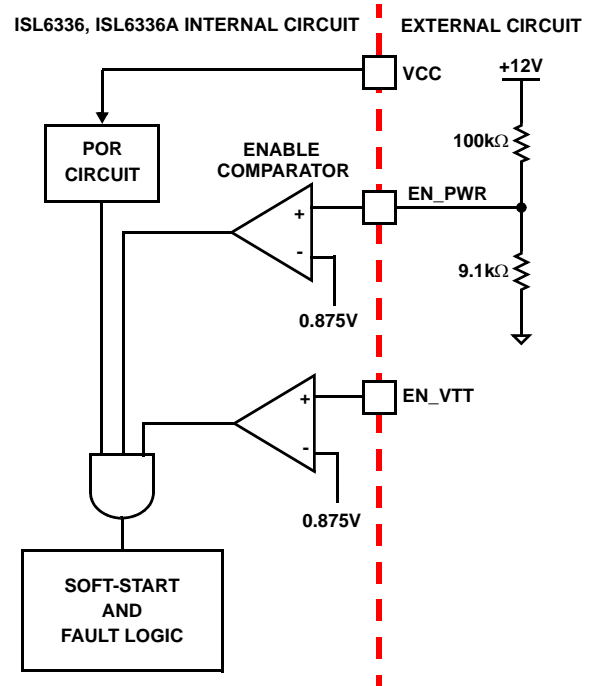 ISL6336, ISL6336A INTERNAL CIRCUIT
EXTERNAL CIRCUIT
VCC
+12V
POR
CIRCUIT
ENABLE
COMPARATOR
100kΩ
EN_PWR
+
-
9.1kΩ
0.875V
EN_VTT
+
-
0.875V
SOFT-START
AND
FAULT LOGIC